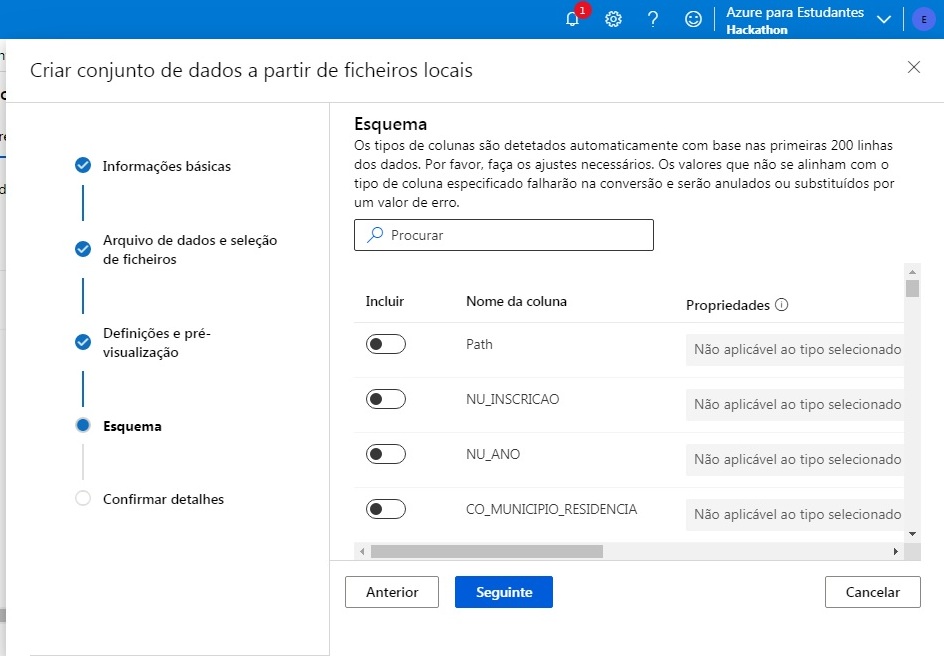 1
Azure para Estudantes
Hackathon
E
Criar conjunto de dados a partir de ficheiros locais
Informações básicas
Arquivo de dados e seleção
de ficheiros
Definições e pré-
visualização
Esquema
Confirmar detalhes
Esquema
Os tipos de colunas são detetados automaticamente com base nas primeiras 200 linhas
dos dados. Por favor, faça os ajustes necessários. Os valores que não se alinham com o
tipo de coluna especificado falharão na conversão e serão anulados ou substituídos por
um valor de erro.
Procurar
Incluir Nome da coluna Propriedades
Path Não aplicável ao tipo selecionado
NU_INSCRICAO Não aplicável ao tipo selecionado
NU_ANO Não aplicável ao tipo selecionado
CO_MUNICIPIO_RESIDENCIA Não aplicável ao tipo selecionado
Anterior Seguinte Cancelar